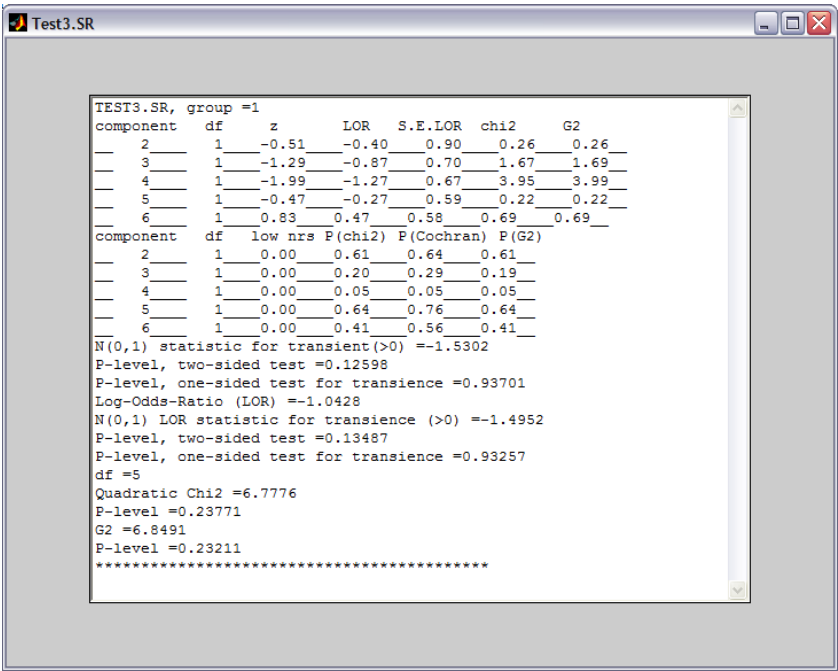 Test3.SR
TEST3.SR, group =1
component df z LOR S.E.LOR chi2 G2
__ 2____ 1____-0.51____-0.40____0.90____0.26____0.26__
__ 3____ 1____-1.29____-0.87____0.70____1.67____1.69__
__ 4____ 1____-1.99____-1.27____0.67____3.95____3.99__
__ 5____ 1____-0.47____-0.27____0.59____0.22____0.22__
__ 6____ 1____0.83____0.47____0.58____0.69____0.69__
component df low nrs P(chi2) P(Cochran) P(G2)
__ 2____ 1____0.00____0.61____0.64____0.61__
__ 3____ 1____0.00____0.20____0.29____0.19__
__ 4____ 1____0.00____0.05____0.05____0.05__
__ 5____ 1____0.00____0.64____0.76____0.64__
__ 6____ 1____0.00____0.41____0.56____0.41__
N(0,1) statistic for transient(>0) =-1.5302
P-level, two-sided test =0.12598
P-level, one-sided test for transience =0.93701
Log-Odds-Ratio (LOR) =-1.0428
N(0,1) LOR statistic for transience (>0) =-1.4952
P-level, two-sided test =0.13487
P-level, one-sided test for transience =0.93257
df =5
Quadratic Chi2 =6.7776
P-level =0.23771
G2 =6.8491
P-level =0.23211
*******************************************